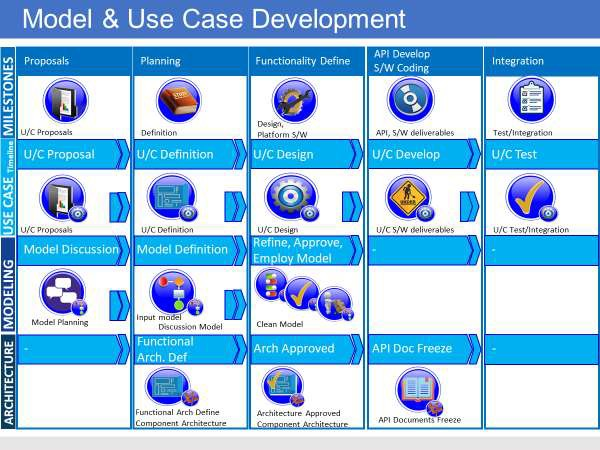 Model & Use Case Development
Proposals
Planning
Functionality Define
API Develop
S/W Coding
Integration
MILESTONES
U/C Proposals
Definition
Design,
Platform S/W
API, S/W deliverables
Test/Integration
USE CASE Timeline
U/C Proposal
U/C Definition
U/C Design
U/C Develop
U/C Test
UNDER
U/C Proposals
U/C Definition
U/C Design
U/C S/W deliverables
U/C Test/Integration
MODELING
Model Discussion
Model Definition
Refine, Approve,
Employ Model
-
-
Model Planning
Input model
Discussion Model
Clean Model
ARCHITECTURE
-
Functional
Arch. Def
Arch Approved
API Doc Freeze
-
Functional Arch Define
Component Architecture
Architecture Approved
Component Architecture
API Documents Freeze